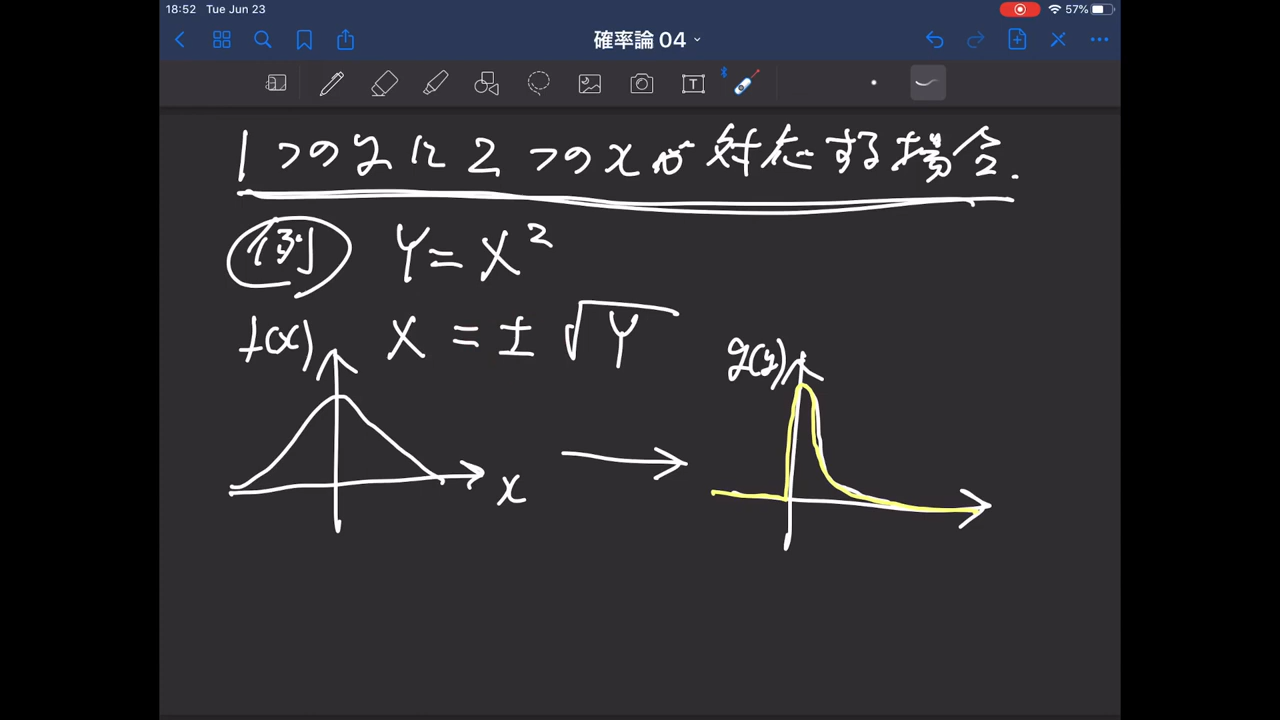 18:52 Tue Jun 23
57%
確率論 04
T
1つのyに2つのxが対応する場合.
例 Y=X²
X = ±√Y
f(x)
g(y)
x